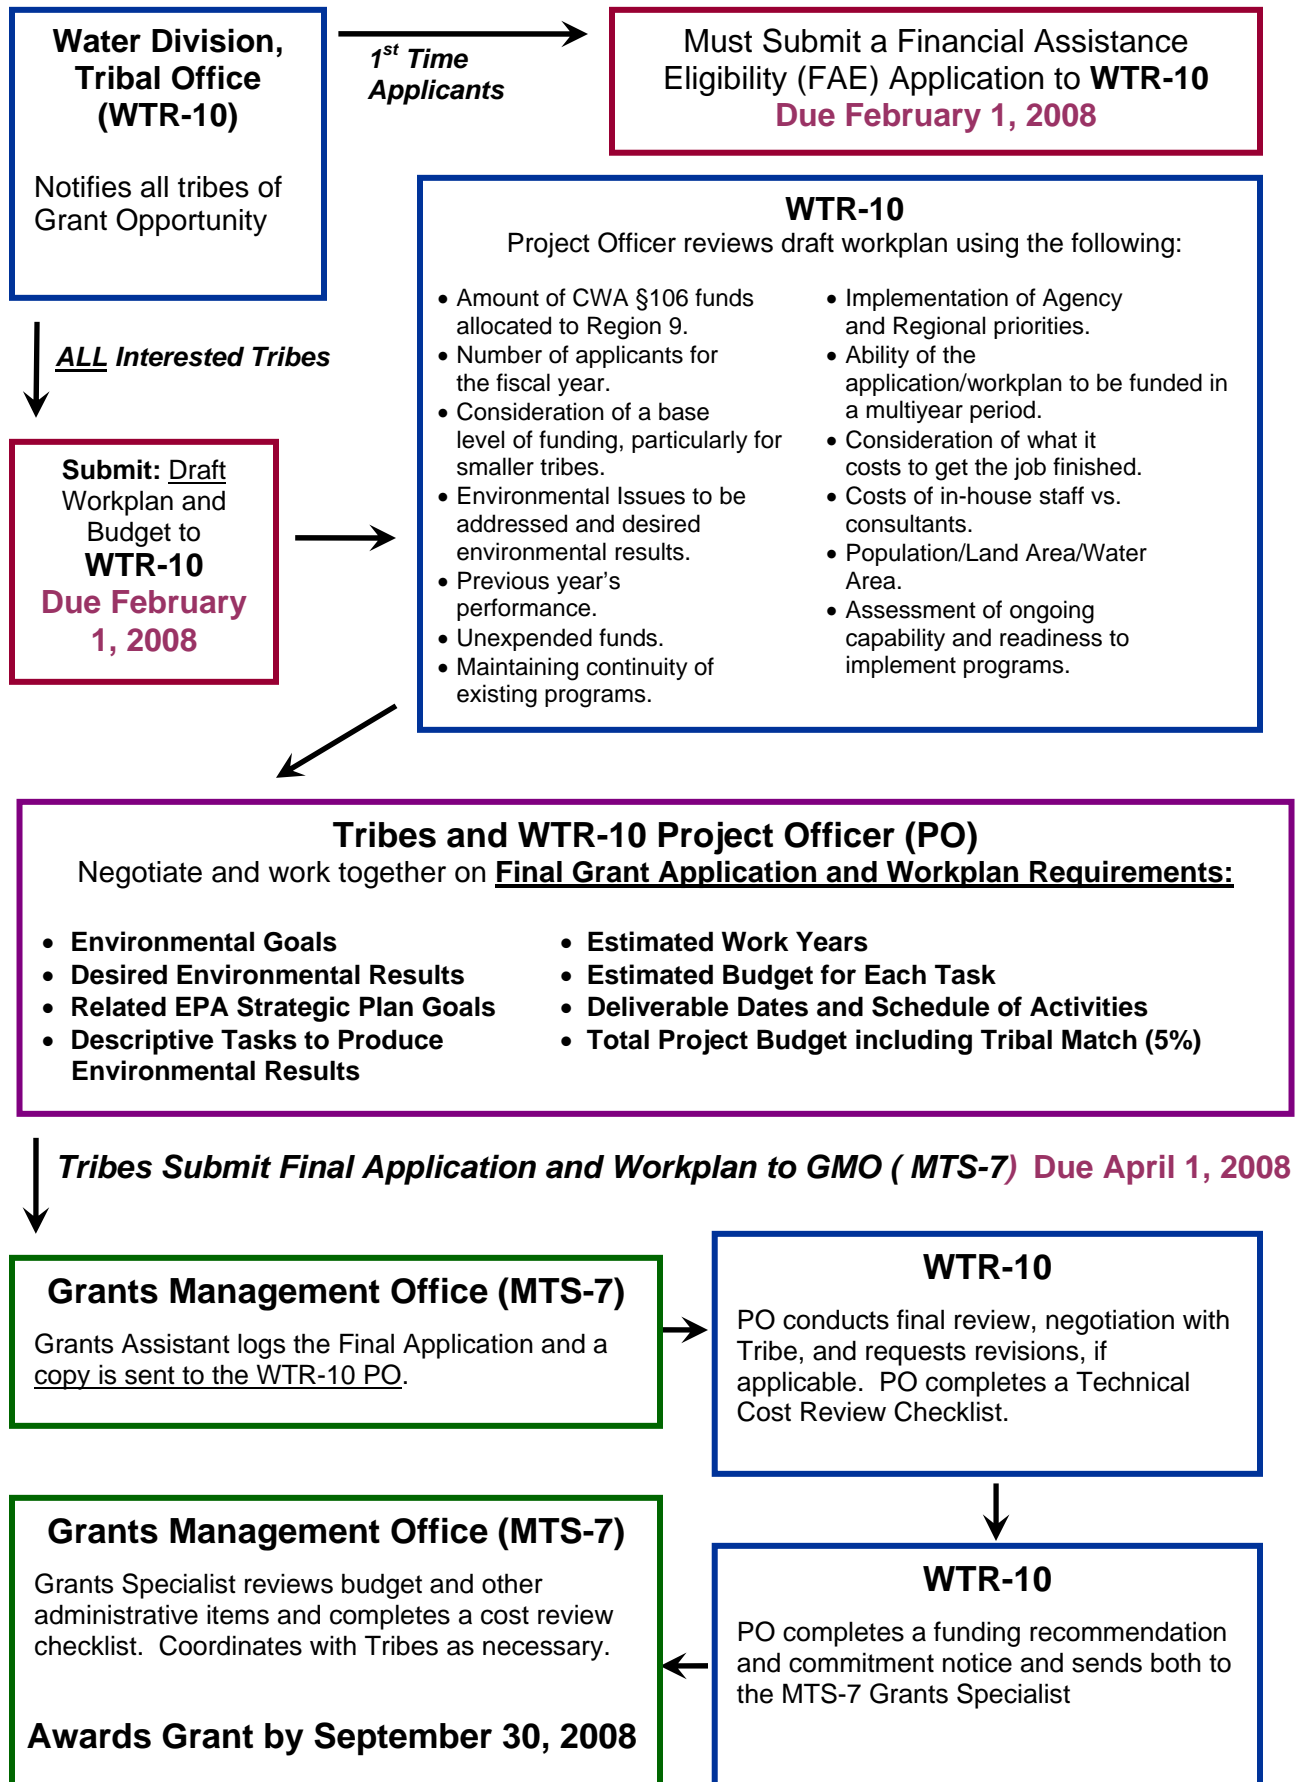 Water Division,
Tribal Office
(WTR-10)
Notifies all tribes of
Grant Opportunity
1st Time
Applicants
Must Submit a Financial Assistance
Eligibility (FAE) Application to WTR-10
Due February 1, 2008
ALL Interested Tribes
Submit: Draft
Workplan and
Budget to
WTR-10
Due February
1, 2008
WTR-10
Project Officer reviews draft workplan using the following:
• Amount of CWA §106 funds
allocated to Region 9.
• Number of applicants for
the fiscal year.
• Consideration of a base
level of funding, particularly for
smaller tribes.
• Environmental Issues to be
addressed and desired
environmental results.
• Previous year's
performance.
• Unexpended funds.
• Maintaining continuity of
existing programs.
• Implementation of Agency
and Regional priorities.
• Ability of the
application/workplan to be funded in
a multiyear period.
• Consideration of what it
costs to get the job finished.
• Costs of in-house staff vs.
consultants.
• Population/Land Area/Water
Area.
• Assessment of ongoing
capability and readiness to
implement programs.
Tribes and WTR-10 Project Officer (PO)
Negotiate and work together on Final Grant Application and Workplan Requirements:
• Environmental Goals
• Desired Environmental Results
• Related EPA Strategic Plan Goals
• Descriptive Tasks to Produce
Environmental Results
• Estimated Work Years
• Estimated Budget for Each Task
• Deliverable Dates and Schedule of Activities
• Total Project Budget including Tribal Match (5%)
Tribes Submit Final Application and Workplan to GMO ( MTS-7) Due April 1, 2008
Grants Management Office (MTS-7)
Grants Assistant logs the Final Application and a
copy is sent to the WTR-10 PO.
WTR-10
PO conducts final review, negotiation with
Tribe, and requests revisions, if
applicable. PO completes a Technical
Cost Review Checklist.
WTR-10
PO completes a funding recommendation
and commitment notice and sends both to
the MTS-7 Grants Specialist
Grants Management Office (MTS-7)
Grants Specialist reviews budget and other
administrative items and completes a cost review
checklist. Coordinates with Tribes as necessary.
Awards Grant by September 30, 2008